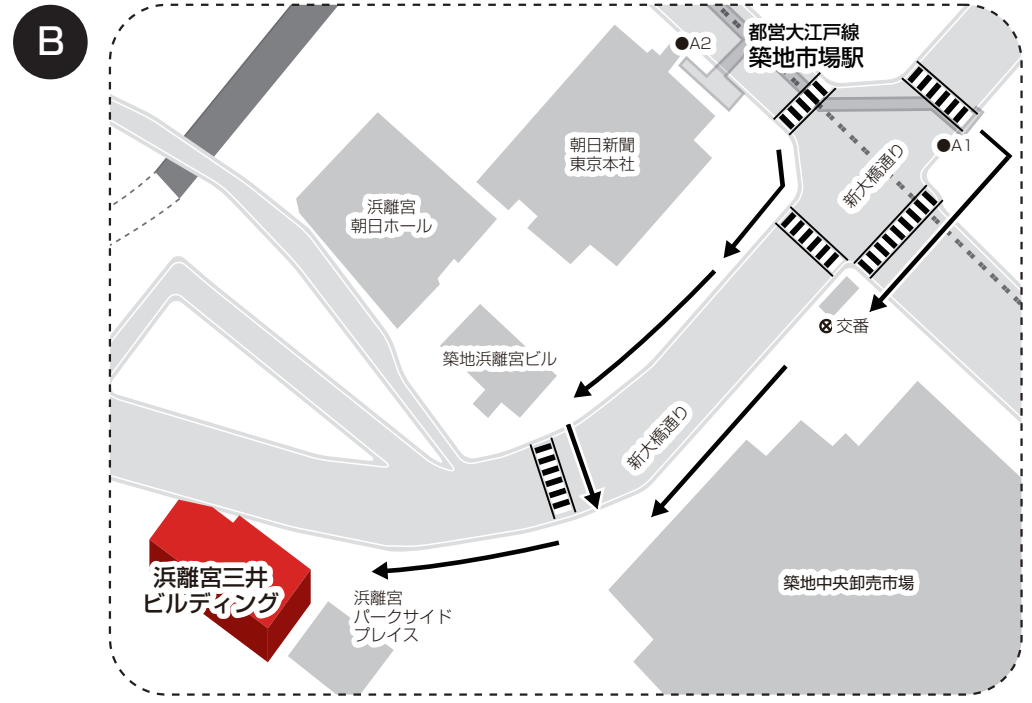 B
A2
都営大江戸線
築地市場駅
朝日新聞
東京本社
A1
新大橋通り
浜離宮
朝日ホール
交番
築地浜離宮ビル
新大橋通り
浜離宮三井
ビルディング
浜離宮
パークサイド
プレイス
築地中央卸売市場